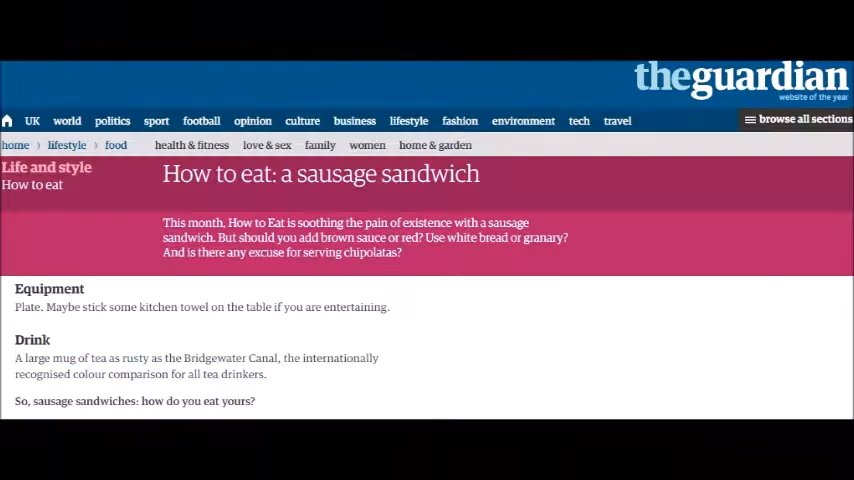 theguardian
website of the year
UK world politics sport football opinion culture business lifestyle fashion environment tech travel browse all sections
home > lifestyle > food health & fitness love & sex family women home & garden
Life and style
How to eat
How to eat: a sausage sandwich
This month, How to Eat is soothing the pain of existence with a sausage
sandwich. But should you add brown sauce or red? Use white bread or granary?
And is there any excuse for serving chipolatas?
Equipment
Plate. Maybe stick some kitchen towel on the table if you are entertaining.
Drink
A large mug of tea as rusty as the Bridgewater Canal, the internationally
recognised colour comparison for all tea drinkers.
So, sausage sandwiches: how do you eat yours?